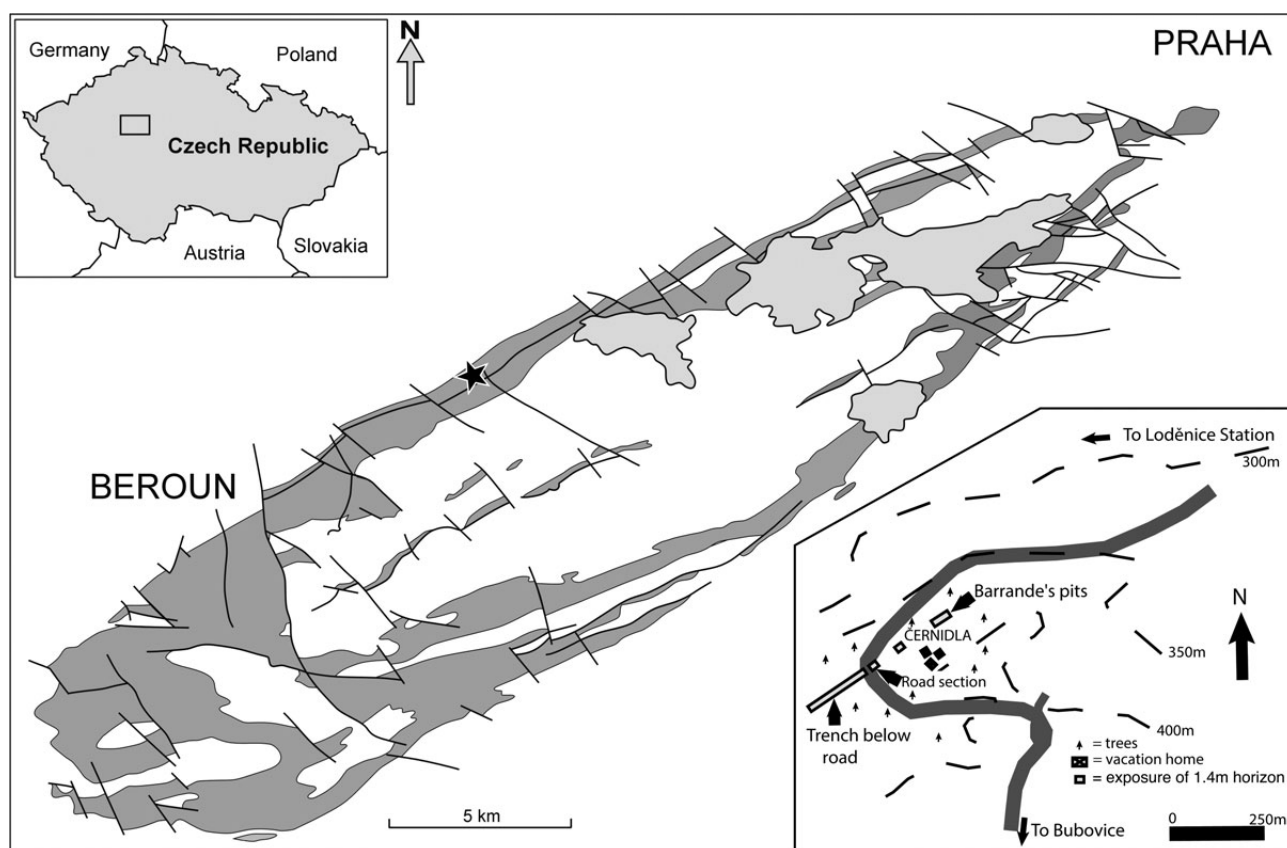 Germany
Poland
Czech Republic
Austria
Slovakia
N
PRAHA
BEROUN
5 km
To Loděnice Station
300m
Barrande's pits
N
ČERNIDLA
350m
Road section
Trench below
road
400m
= trees
= vacation home
= exposure of 1.4m horizon
0 250m
To Bubovice